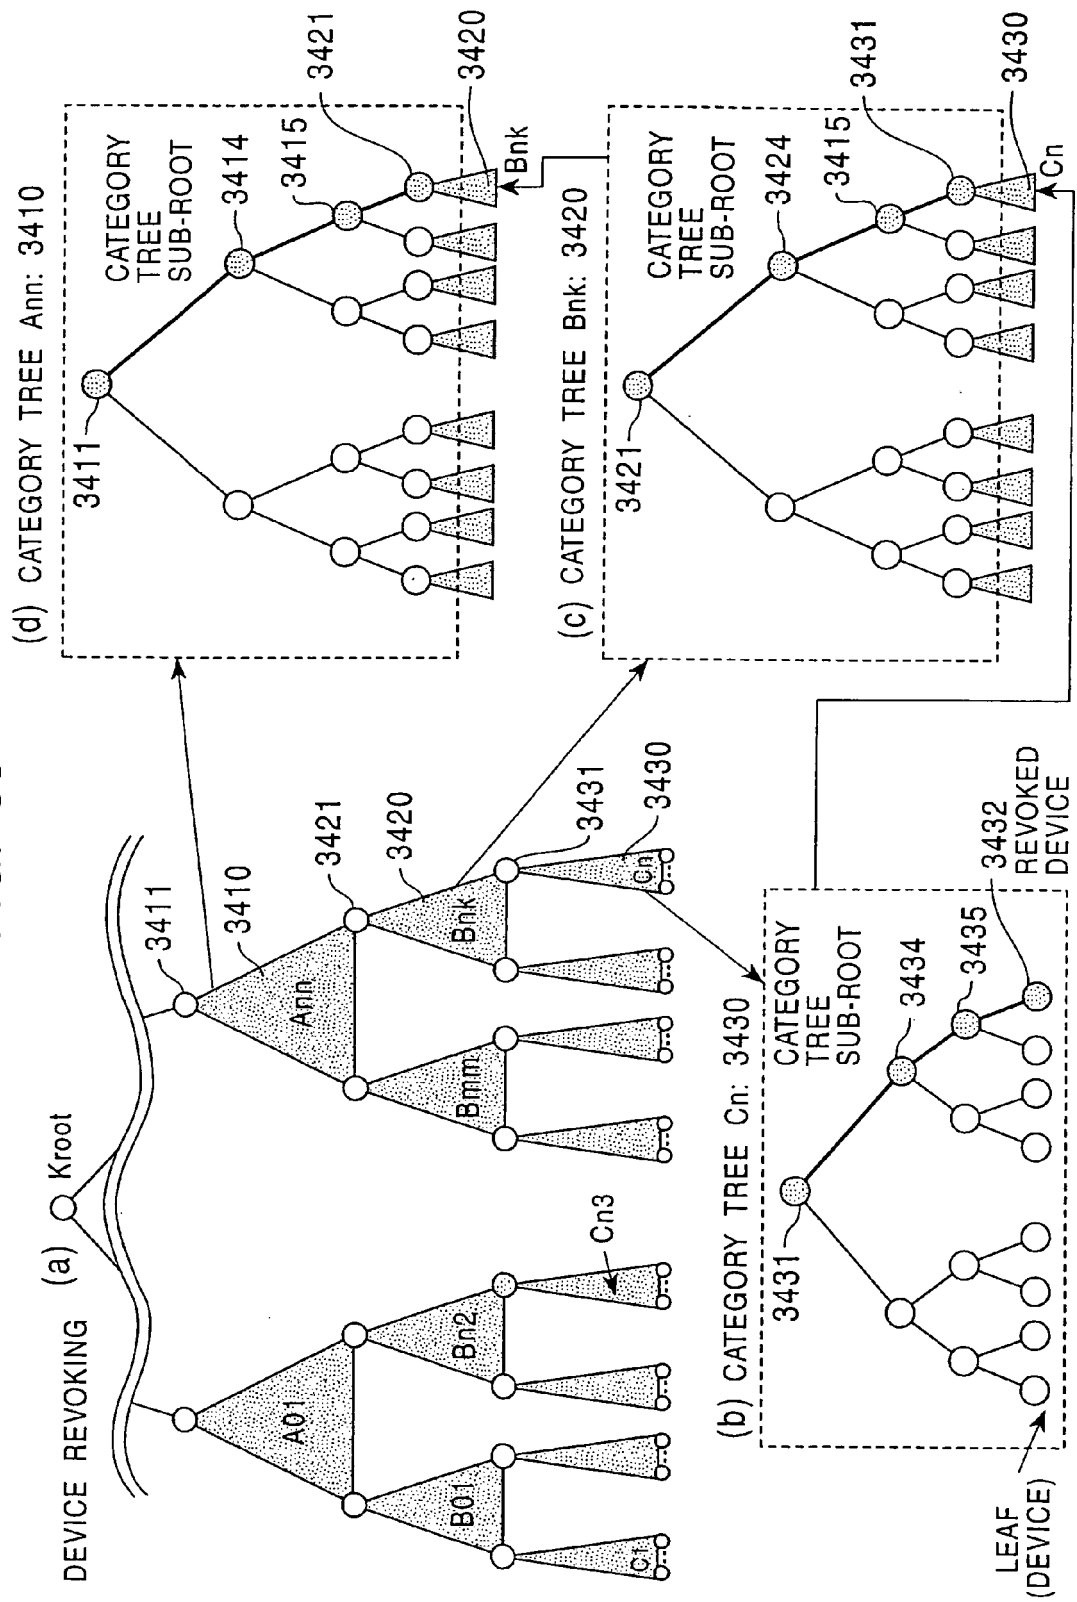 DEVICE REVOKING
(a)
Kroot
3411
3410
3421
3420
3431
3430
A01
Ann
B01
Bn2
Bmm
Bnk
C1
Cn3
Cn
(b) CATEGORY TREE Cn: 3430
CATEGORY
TREE
SUB-ROOT
3431
3434
3435
3432
REVOKED
DEVICE
LEAF
(DEVICE)
(c) CATEGORY TREE Bnk: 3420
CATEGORY
TREE
SUB-ROOT
3421
3424
3415
3431
3430
Cn
(d) CATEGORY TREE Ann: 3410
CATEGORY
TREE
SUB-ROOT
3411
3414
3415
3421
3420
Bnk